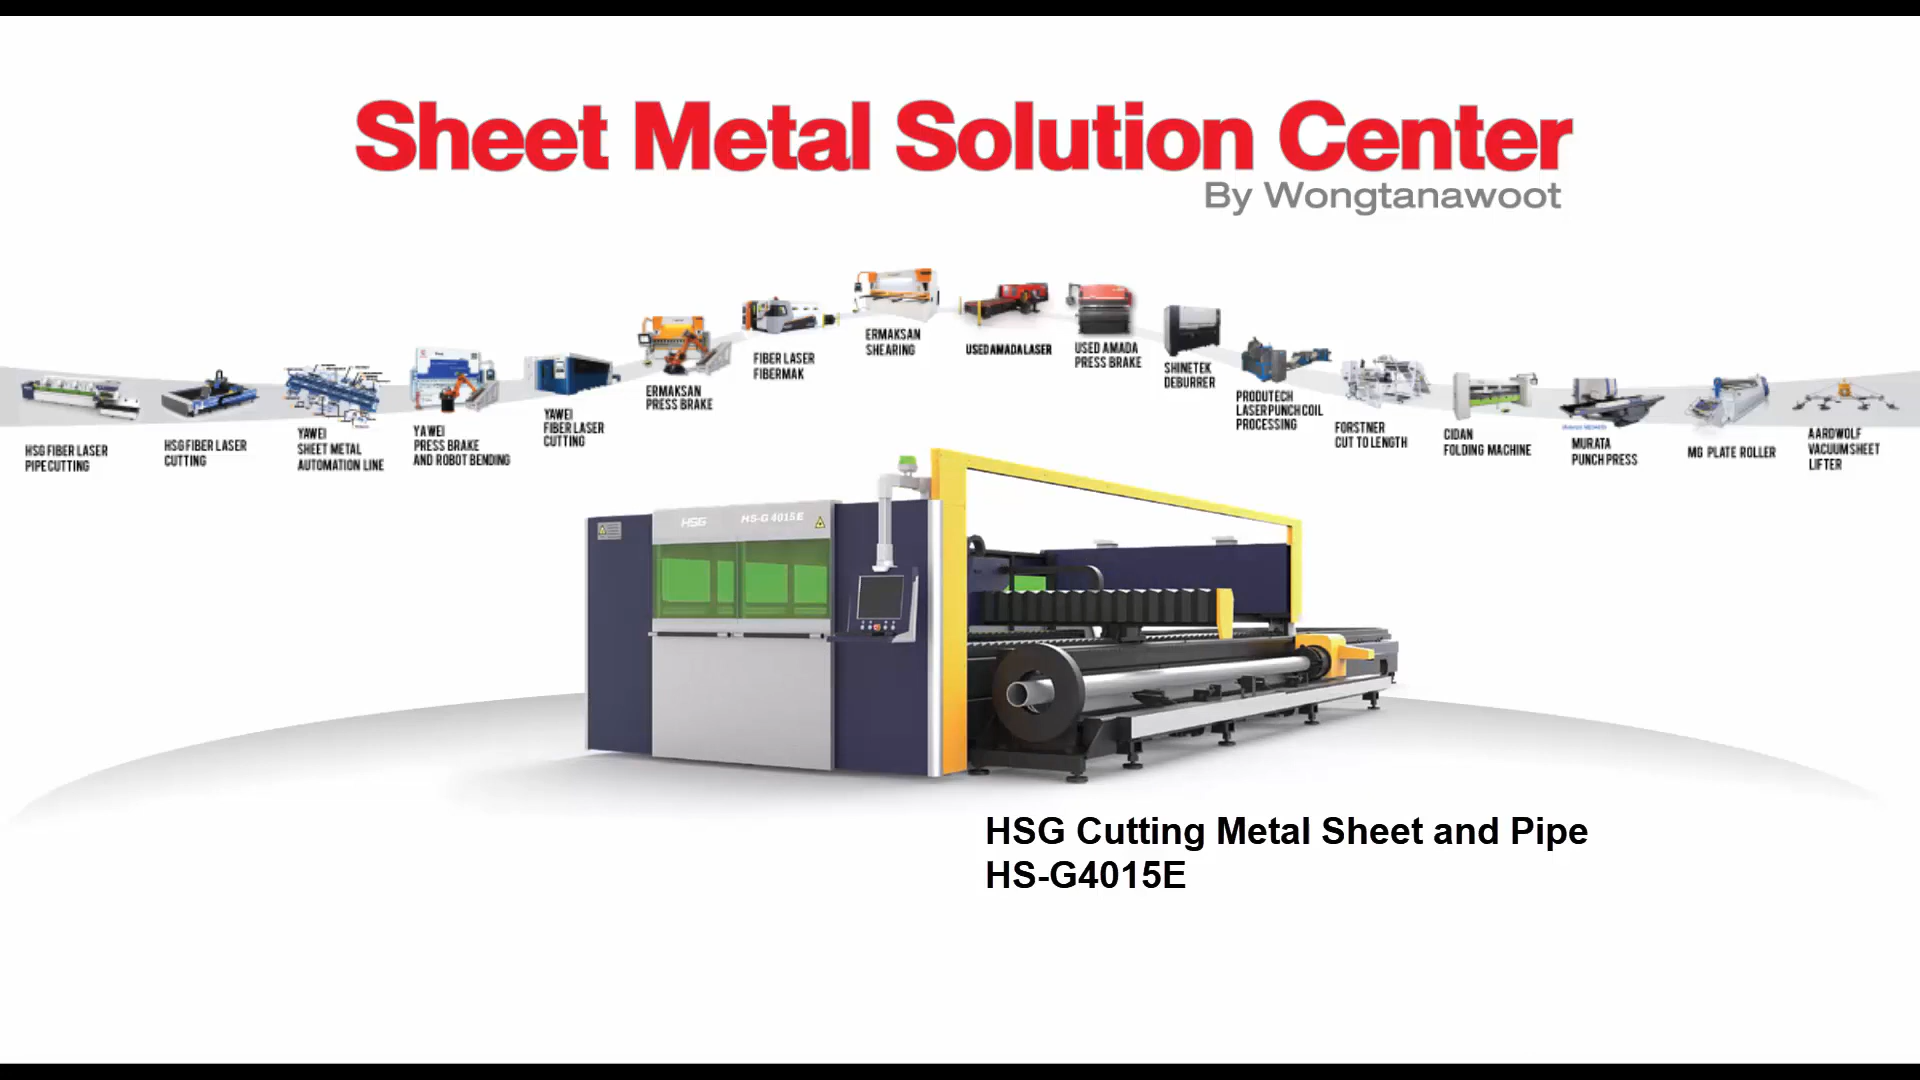 Sheet Metal Solution Center
By Wongtanawoot
HSG FIBER LASER
PIPE CUTTING
HSG FIBER LASER
CUTTING
YAWEI
SHEET METAL
AUTOMATION LINE
YAWEI
PRESS BRAKE
AND ROBOT BENDING
YAWEI
FIBER LASER
CUTTING
ERMAKSAN
PRESS BRAKE
FIBER LASER
FIBERMAK
ERMAKSAN
SHEARING
USED AMADA LASER
USED AMADA
PRESS BRAKE
SHINETEK
DEBURRER
PRODUTECH
LASER PUNCH COIL
PROCESSING
FORSTNER
CUT TO LENGTH
CIDAN
FOLDING MACHINE
MURATA
PUNCH PRESS
MG PLATE ROLLER
AARDWOLF
VACUUM SHEET
LIFTER
HSG
HS-G 4015E
HSG Cutting Metal Sheet and Pipe
HS-G4015E